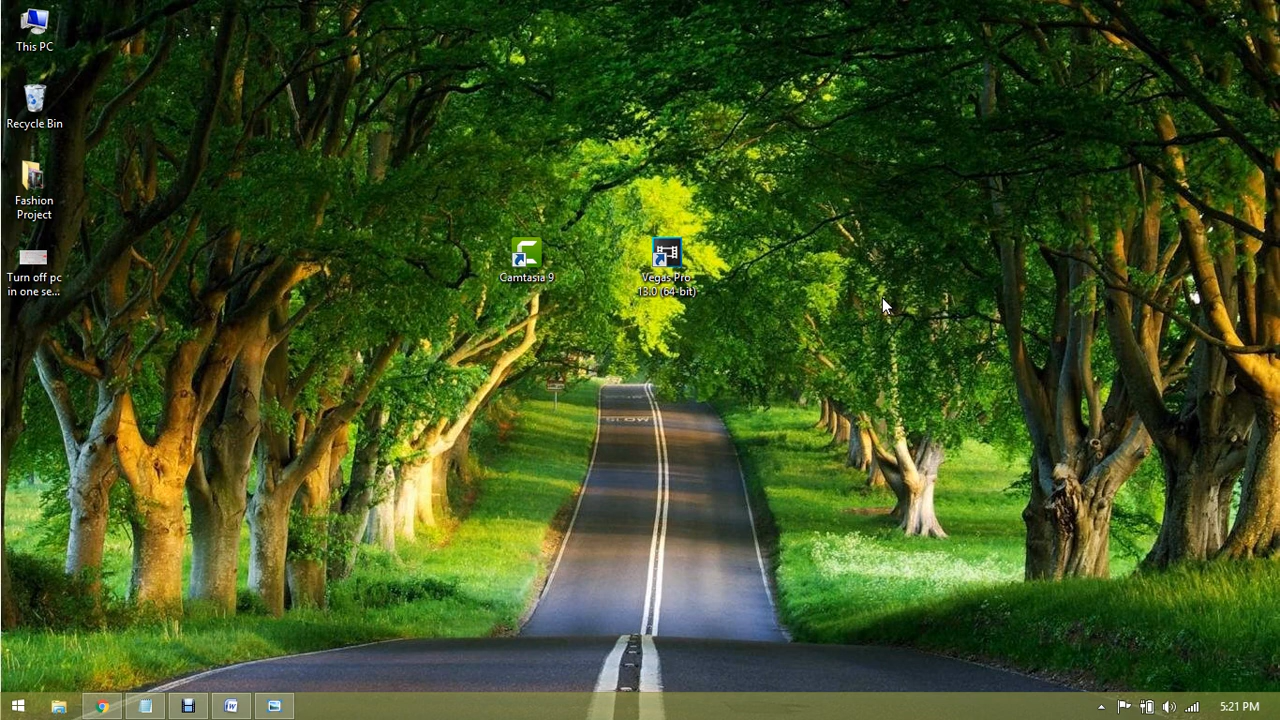 This PC
Recycle Bin
Fashion
Project
Turn off pc
in one se...
Camtasia 9
Vegas Pro
13.0 (64-bit)
SLOW
5:21 PM